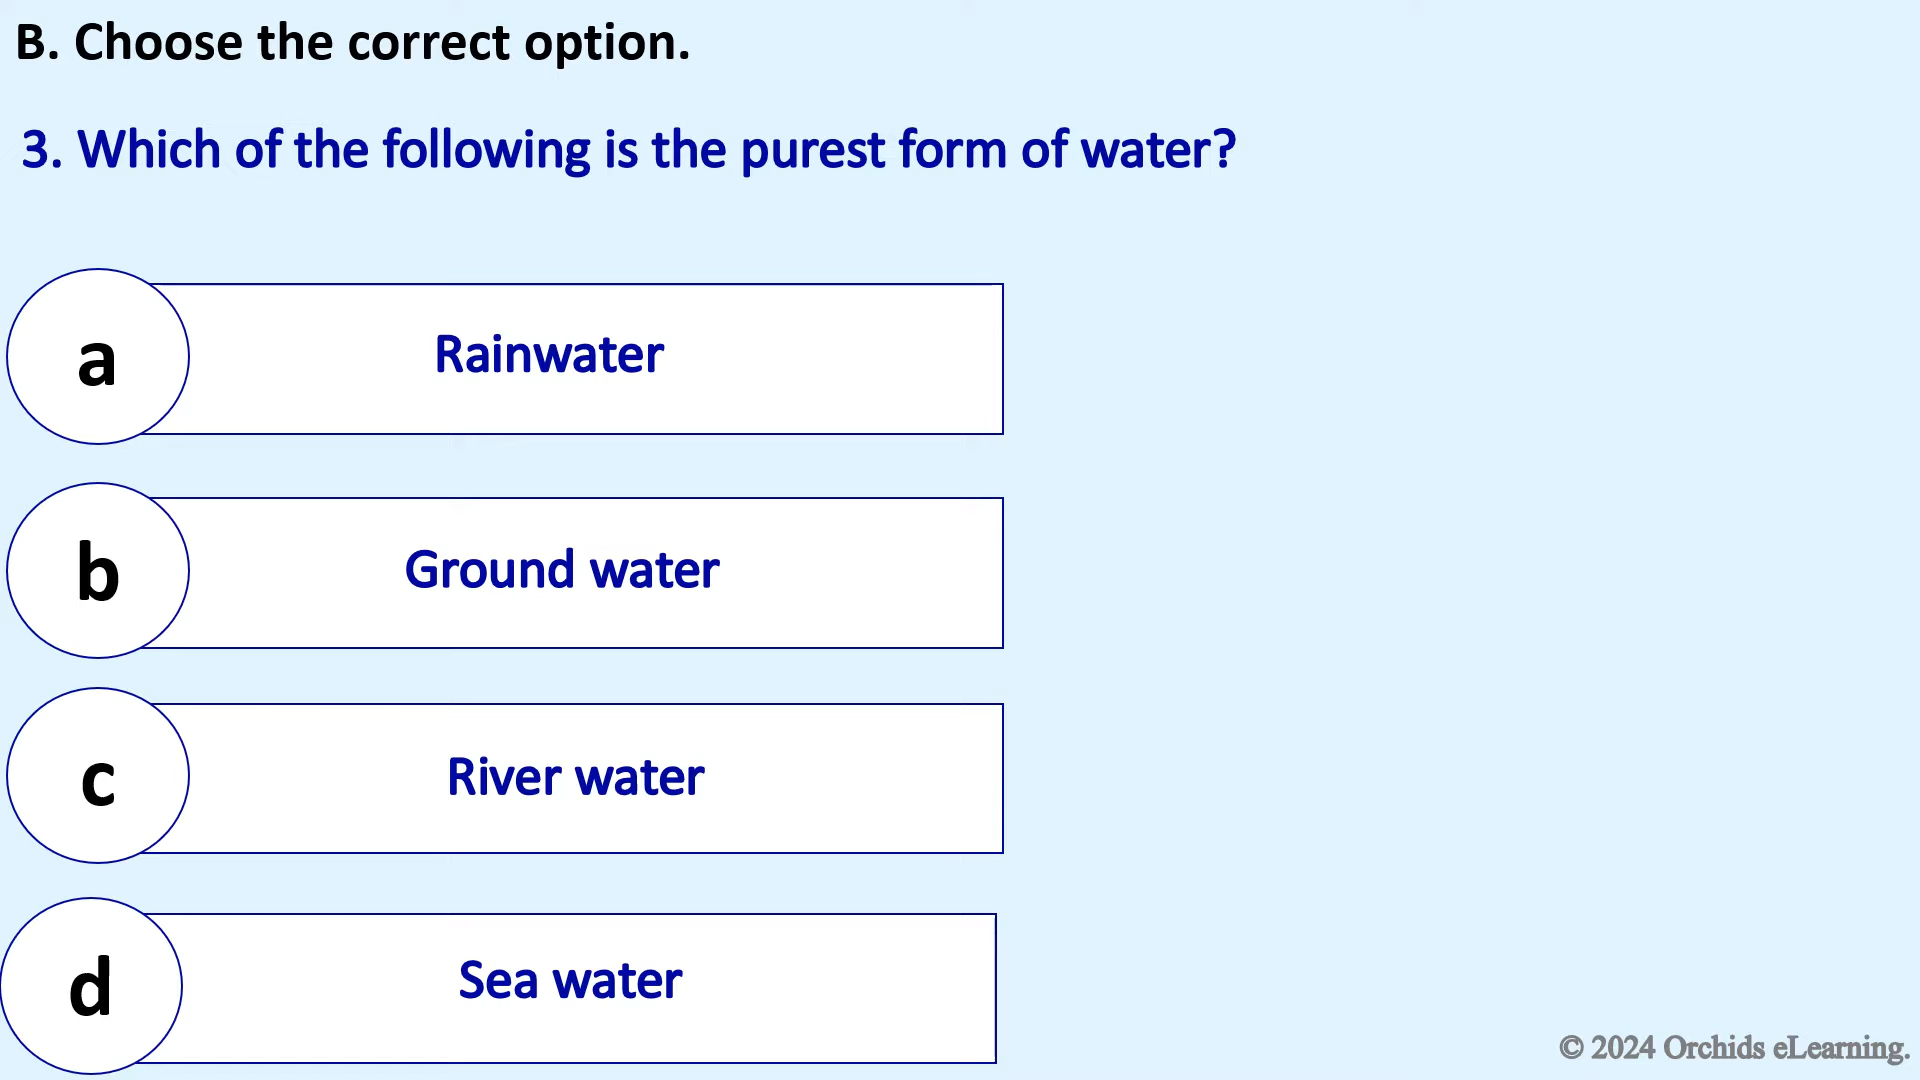 B. Choose the correct option.
3. Which of the following is the purest form of water?
a
Rainwater
b
Ground water
c
River water
d
Sea water
© 2024 Orchids eLearning.